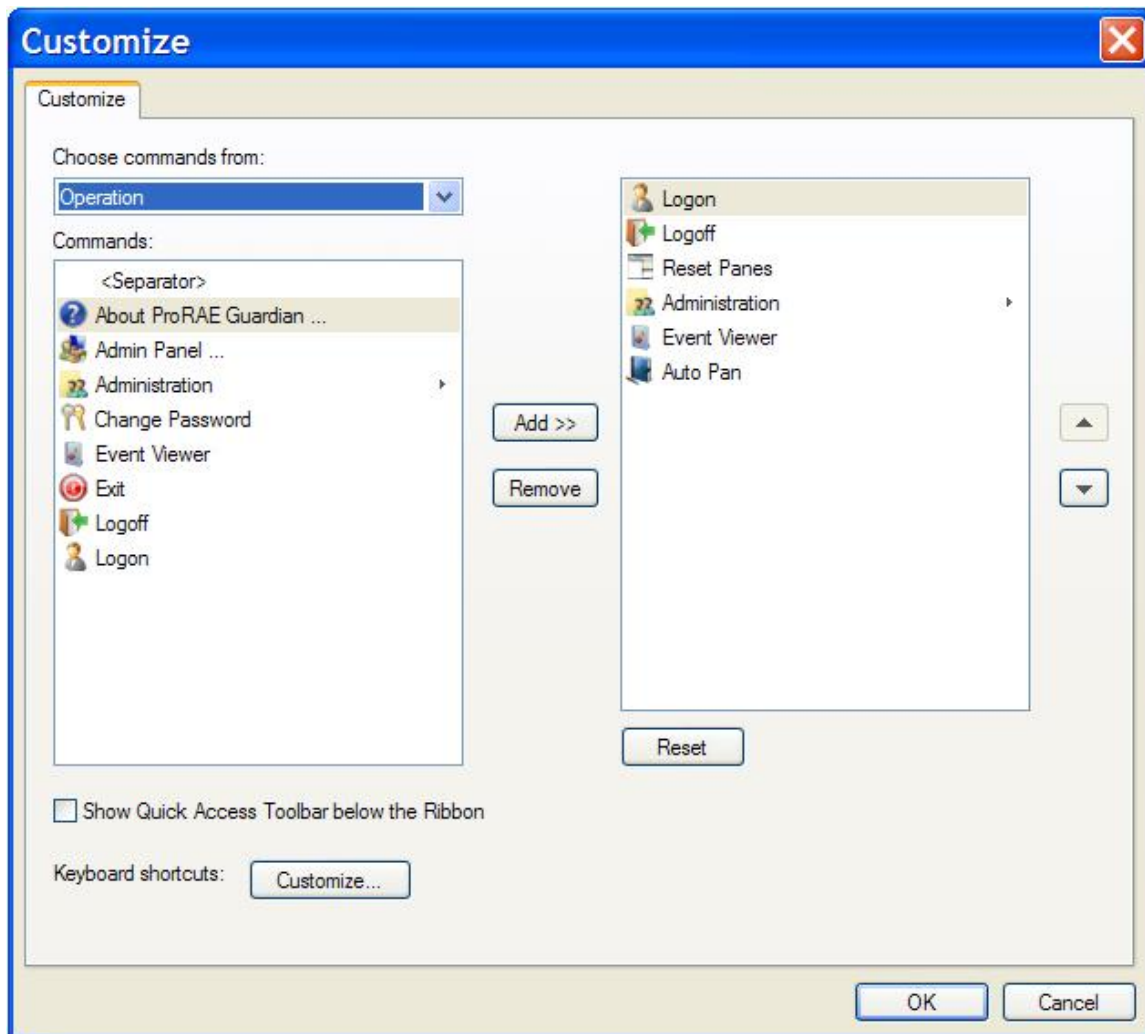 Customize
Customize
Choose commands from:
Operation
Commands:
<Separator>
About ProRAE Guardian ...
Admin Panel ...
Administration
Change Password
Event Viewer
Exit
Logoff
Logon
Add >>
Remove
Logon
Logoff
Reset Panes
Administration
Event Viewer
Auto Pan
Reset
Show Quick Access Toolbar below the Ribbon
Keyboard shortcuts:
Customize...
OK
Cancel